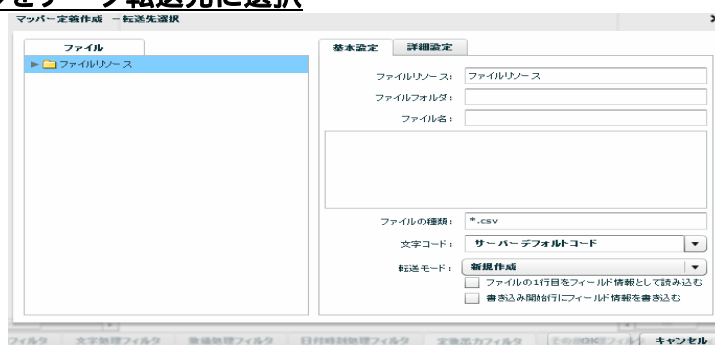 をデータ転送先に選択
マッパー定義作成 －転送先選択
ファイル
ファイルリソース
基本設定 詳細設定
ファイルリソース： ファイルリソース
ファイルフォルダ：
ファイル名：
ファイルの種類： *.csv
文字コード： サーバーデフォルトコード
転送モード： 新規作成
ファイルの1行目をフィールド情報として読み込む
書き込み開始行にフィールド情報を書き込む
文字処理フィルタ 数値処理フィルタ 日付時刻処理フィルタ 定数出力フィルタ キャンセル